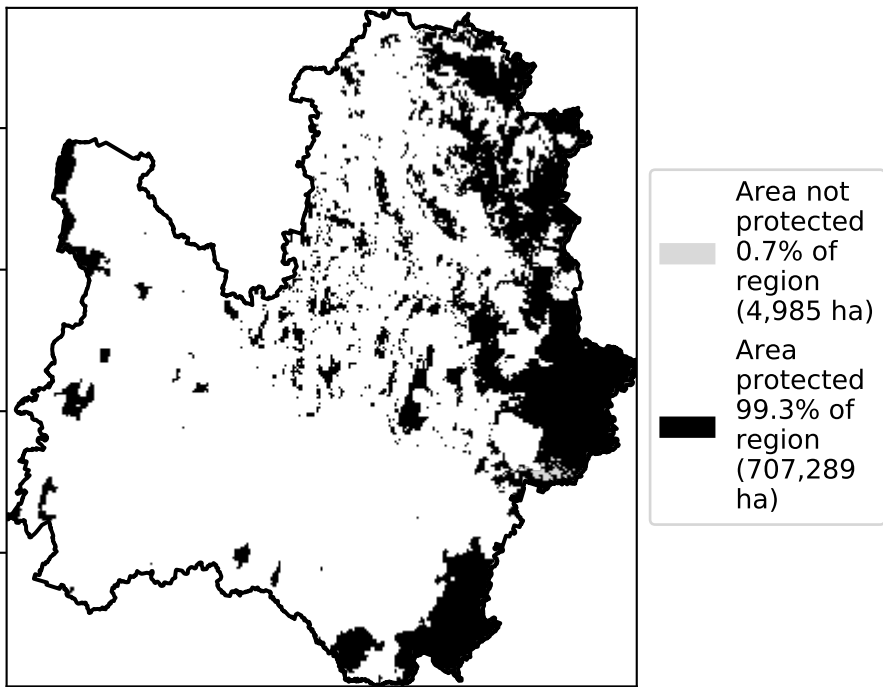 Area not
protected
0.7% of
region
(4,985 ha)
Area
protected
99.3% of
region
(707,289
ha)